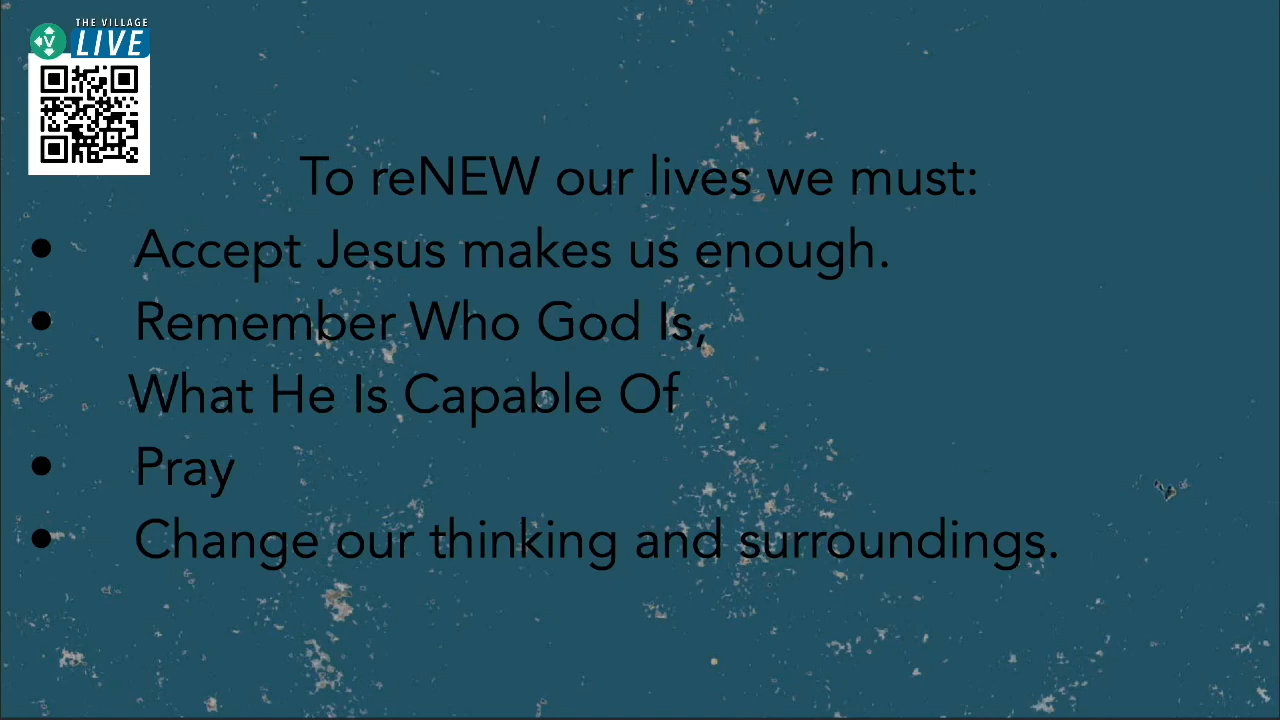 THE VILLAGE
V LIVE
To reNEW our lives we must:
• Accept Jesus makes us enough.
• Remember Who God Is,
What He Is Capable Of
• Pray
• Change our thinking and surroundings.